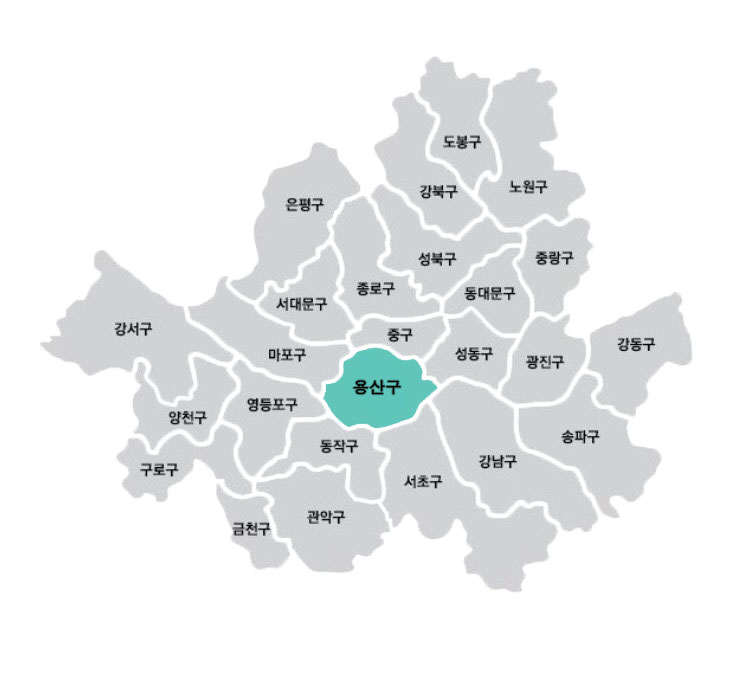 도봉구
노원구
강북구
은평구
성북구
중랑구
종로구
동대문구
서대문구
강서구
중구
강동구
마포구
성동구
광진구
용산구
영등포구
양천구
송파구
동작구
강남구
구로구
서초구
관악구
금천구